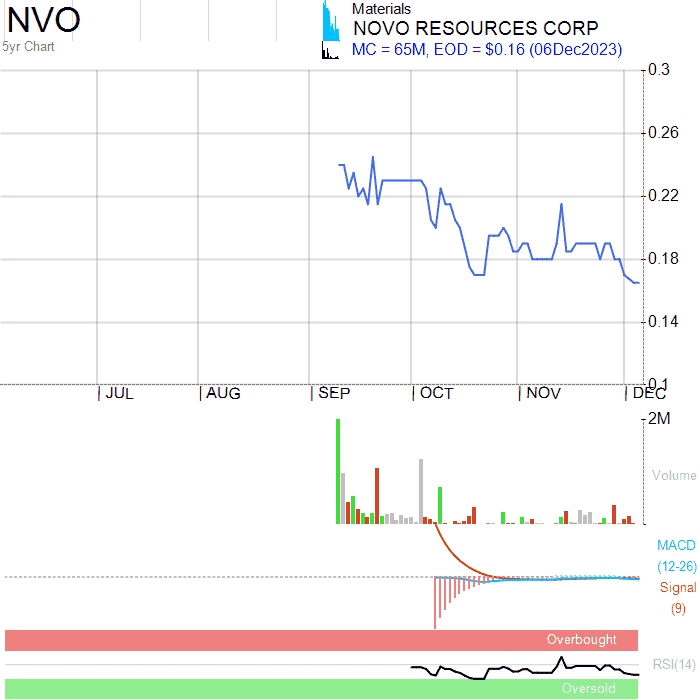 NVO
5yr Chart
Materials
NOVO RESOURCES CORP
MC = 65M, EOD = $0.16 (06Dec2023)
0.3
0.26
0.22
0.18
0.14
0.1
JUL
AUG
SEP
OCT
NOV
DEC
2M
Volume
MACD
(12-26)
Signal
(9)
Overbought
RSI(14)
Oversold